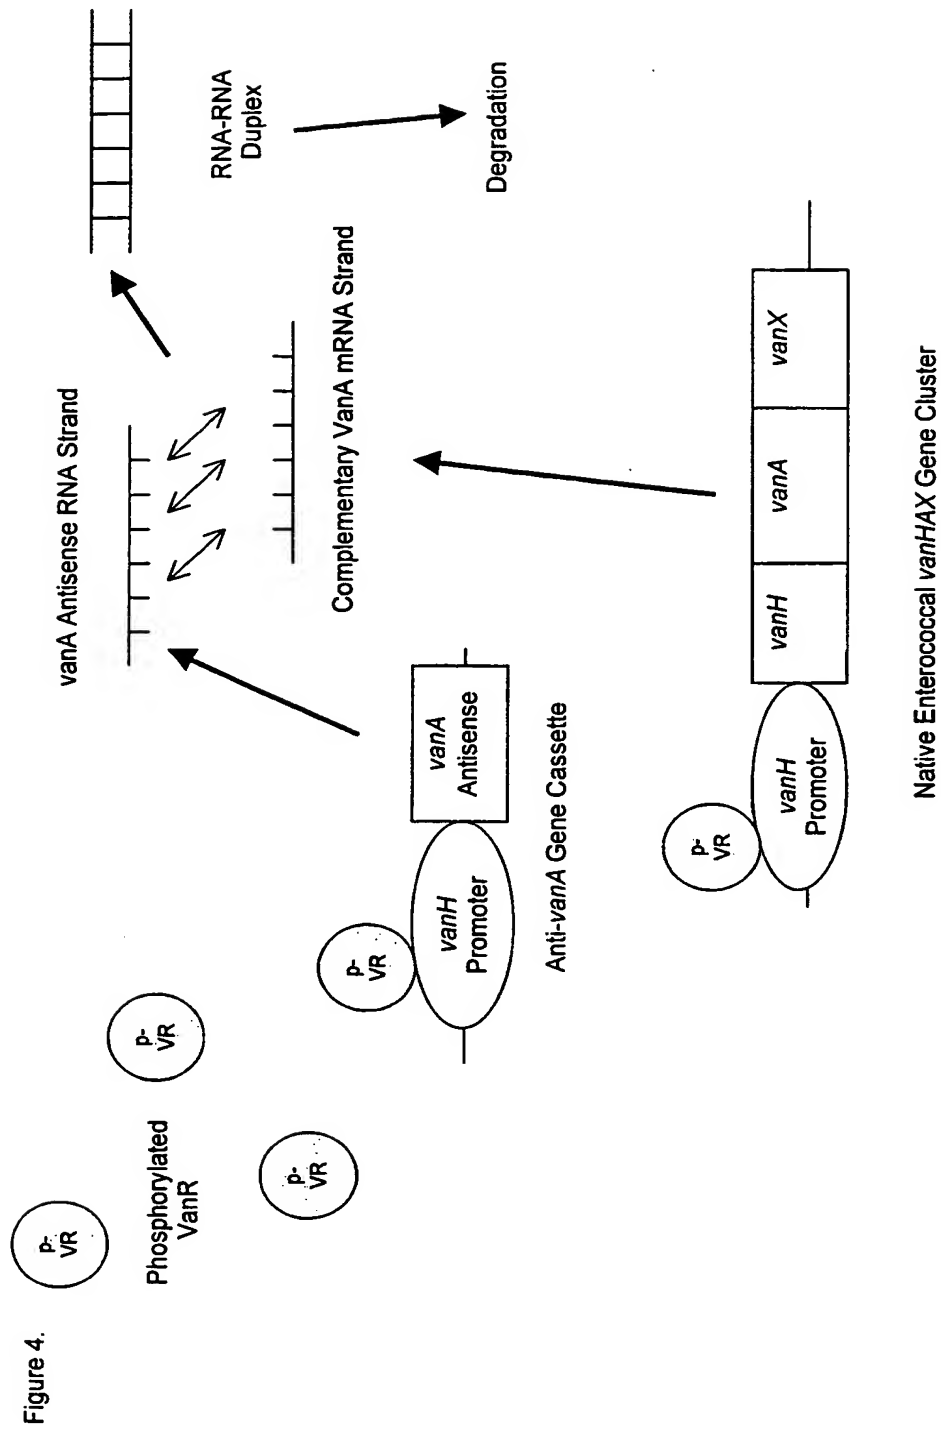 Figure 4.
p-
VR
Phosphorylated
VanR
p-
VR
p-
VR
vanA Antisense RNA Strand
RNA-RNA
Duplex
Degradation
Complementary VanA mRNA Strand
p-
VR
vanH
Promoter
vanA
Antisense
Anti-vanA Gene Cassette
p-
VR
vanH
Promoter
vanH
vanA
vanX
Native Enterococcal vanHAX Gene Cluster